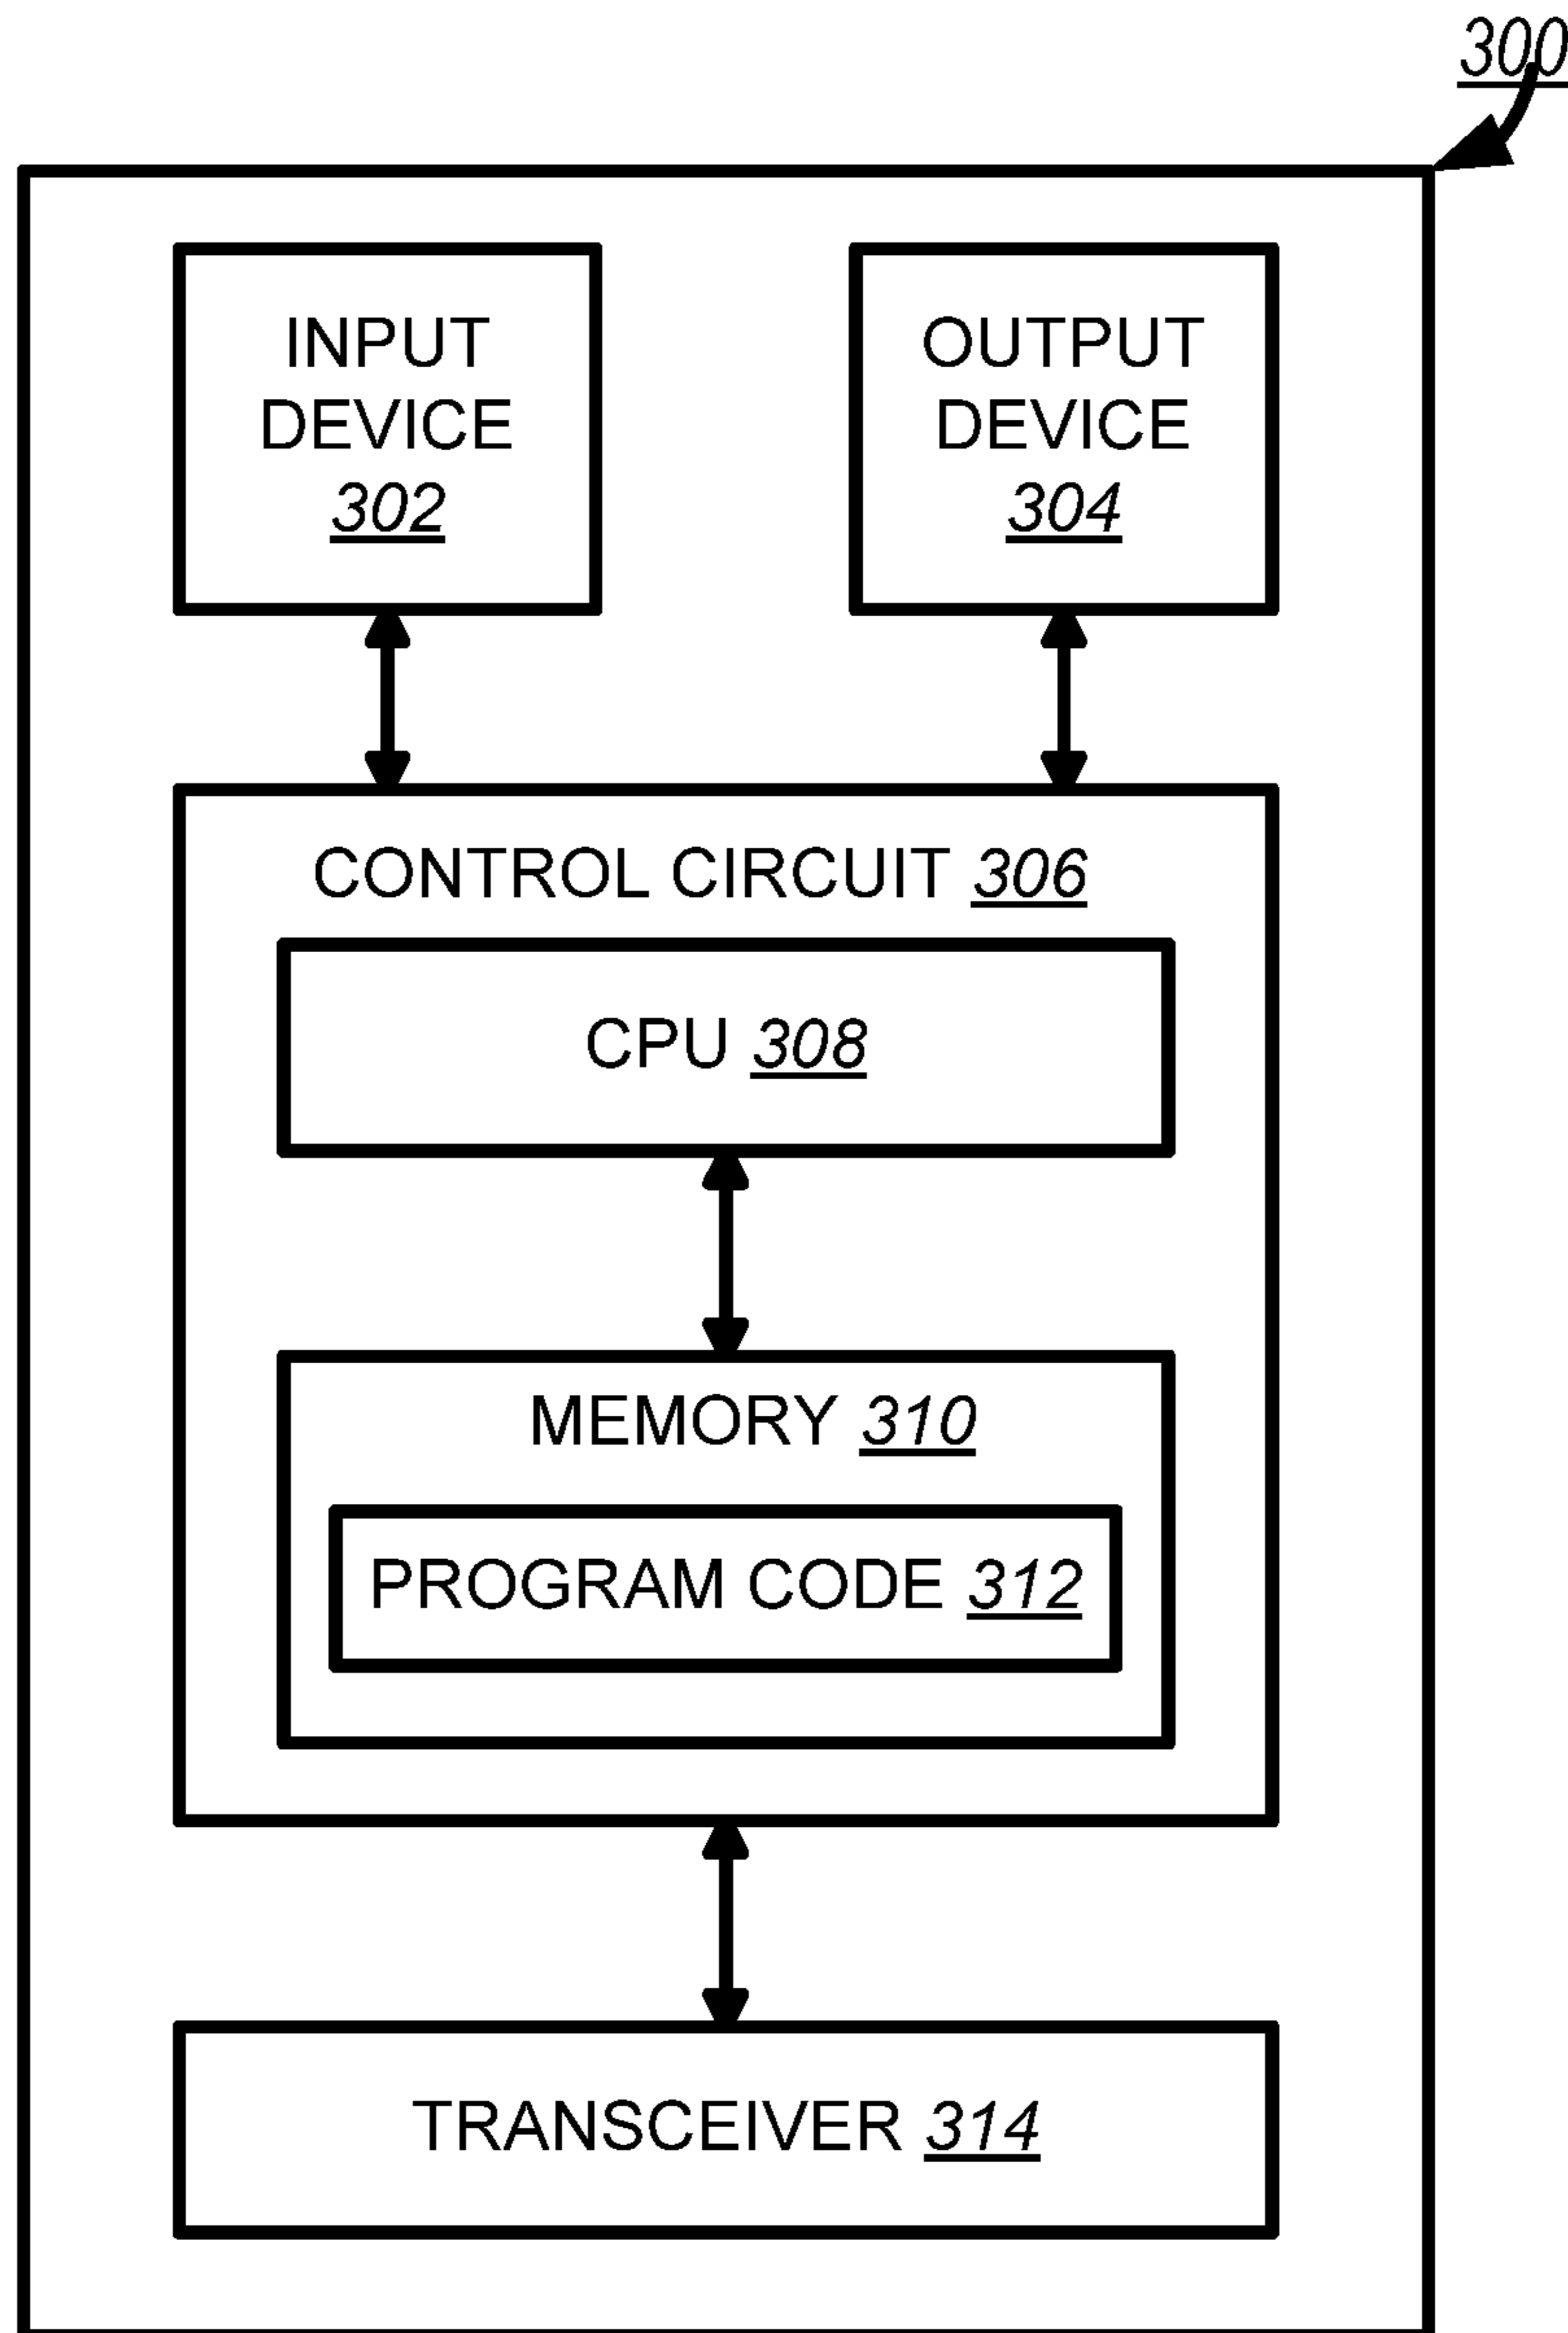 300
INPUT
DEVICE
302
OUTPUT
DEVICE
304
CONTROL CIRCUIT 306
CPU 308
MEMORY 310
PROGRAM CODE 312
TRANSCEIVER 314